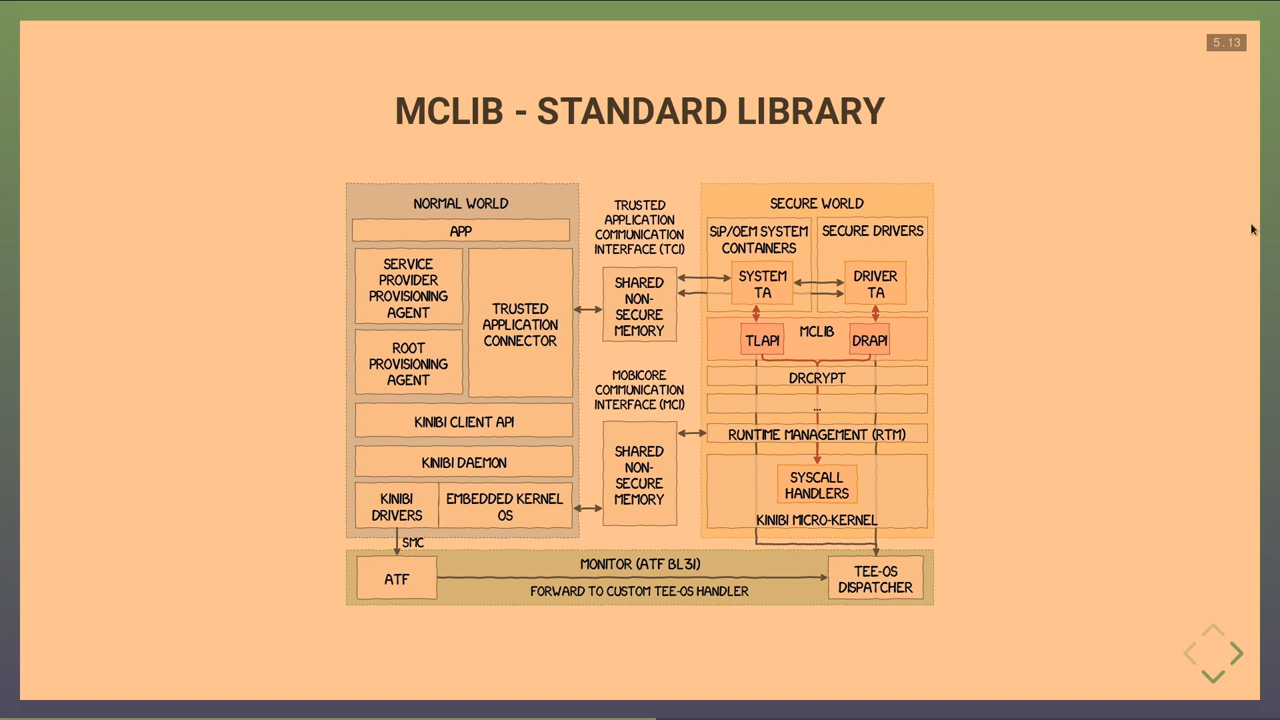 5.13
MCLIB - STANDARD LIBRARY
NORMAL WORLD
APP
SERVICE
PROVIDER
PROVISIONING
AGENT
ROOT
PROVISIONING
AGENT
TRUSTED
APPLICATION
CONNECTOR
KINIBI CLIENT API
KINIBI DAEMON
KINIBI
DRIVERS
EMBEDDED KERNEL
OS
SMC
TRUSTED
APPLICATION
COMMUNICATION
INTERFACE (TCI)
SHARED
NON-
SECURE
MEMORY
MOBICORE
COMMUNICATION
INTERFACE (MCI)
SHARED
NON-
SECURE
MEMORY
SECURE WORLD
SiP/OEM SYSTEM
CONTAINERS
SECURE DRIVERS
SYSTEM
TA
DRIVER
TA
MCLIB
TLAPI
DRAPI
DRCRYPT
...
RUNTIME MANAGEMENT (RTM)
SYSCALL
HANDLERS
KINIBI MICRO-KERNEL
MONITOR (ATF BL31)
ATF
FORWARD TO CUSTOM TEE-OS HANDLER
TEE-OS
DISPATCHER